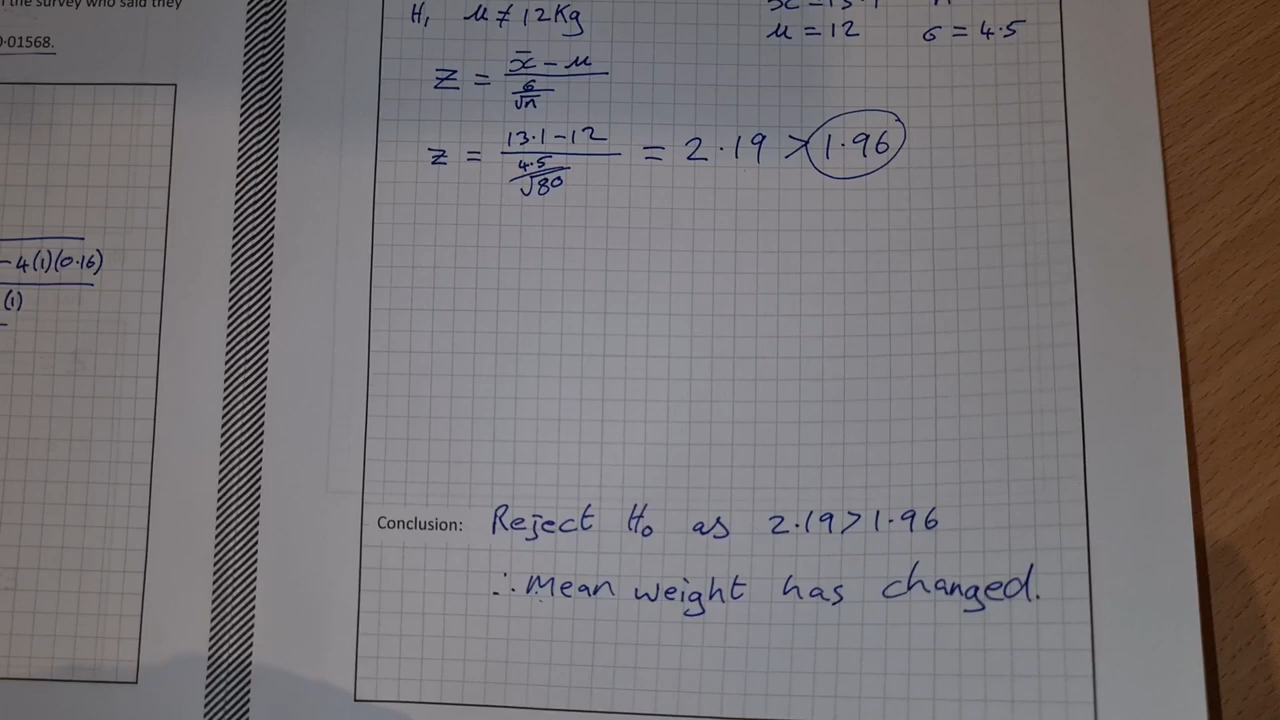 the survey who said they
0.01568.
H₁ μ ≠ 12Kg
μ = 12 σ = 4.5
z = x̄ - μ / σ/√n
z = 13.1 - 12 / 4.5/√80 = 2.19 > 1.96
- 4(1)(0.16)
(1)
Conclusion: Reject H₀ as 2.19 > 1.96
∴ mean weight has changed.